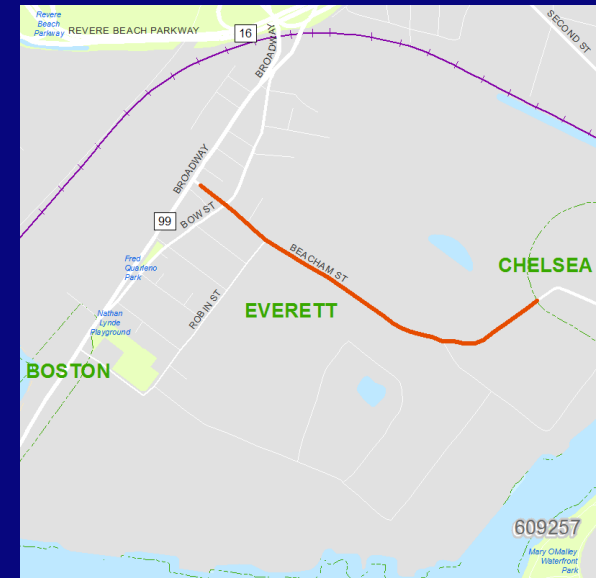 Revere
Beach
Parkway
REVERE BEACH PARKWAY
16
SECOND ST
BROADWAY
BROADWAY
99
BOW ST
Fred
Quarleno
Park
BEACHAM ST
CHELSEA
ROBIN ST
EVERETT
Nathan
Lynde
Playground
BOSTON
609257
Mary OMalley
Waterfront
Park